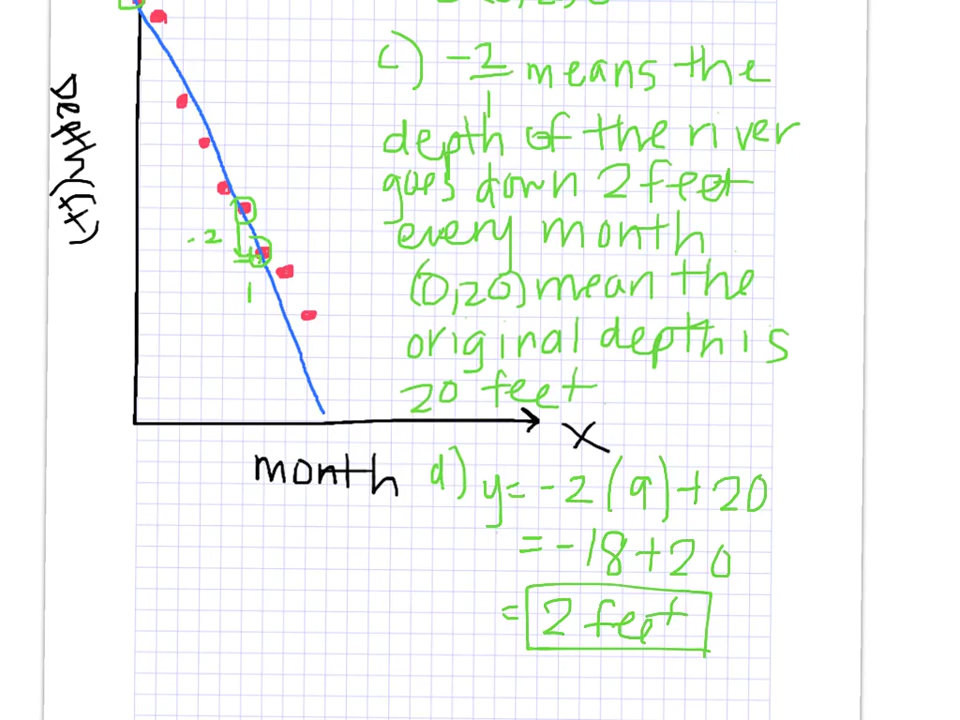 c) -2/1 means the
depth of the river
goes down 2 feet
every month
(0,20) mean the
original depth is
20 feet
Depth(ft)
-2
1
x
month
d) y= -2(9)+20
= -18+20
= 2 feet